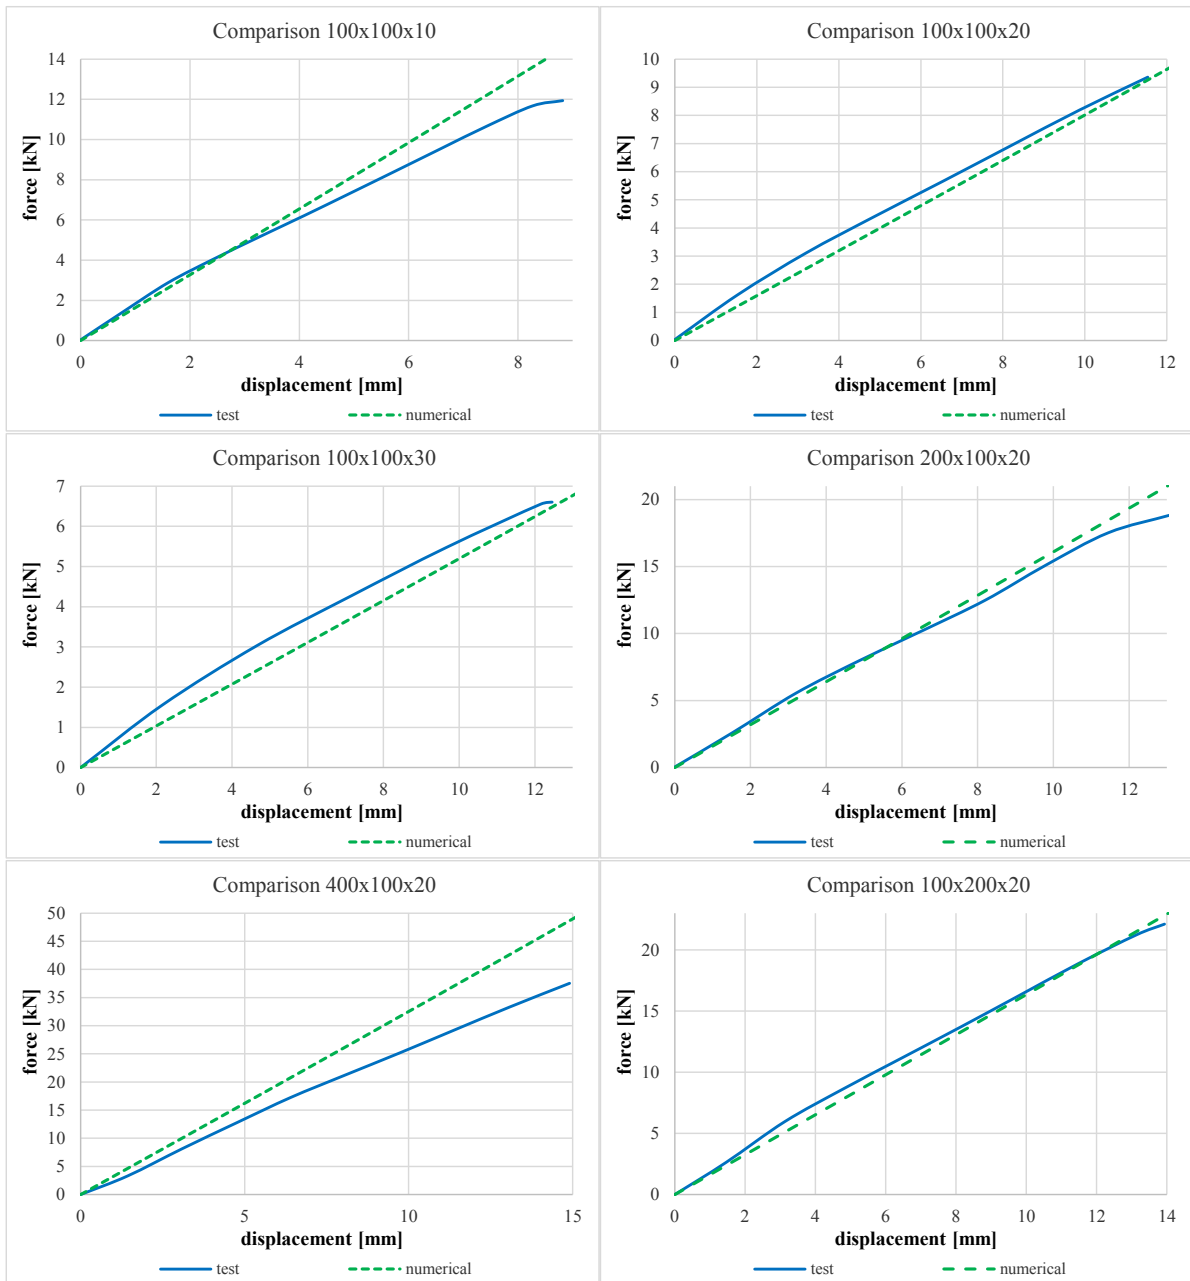 Comparison 100x100x10
14
12
10
8
6
4
2
0
force [kN]
0 2 4 6 8
displacement [mm]
test numerical
Comparison 100x100x20
10
9
8
7
6
5
4
3
2
1
0
force [kN]
0 2 4 6 8 10 12
displacement [mm]
test numerical
Comparison 100x100x30
7
6
5
4
3
2
1
0
force [kN]
0 2 4 6 8 10 12
displacement [mm]
test numerical
Comparison 200x100x20
20
15
10
5
0
force [kN]
0 2 4 6 8 10 12
displacement [mm]
test numerical
Comparison 400x100x20
50
45
40
35
30
25
20
15
10
5
0
force [kN]
0 5 10 15
displacement [mm]
test numerical
Comparison 100x200x20
20
15
10
5
0
force [kN]
0 2 4 6 8 10 12 14
displacement [mm]
test numerical